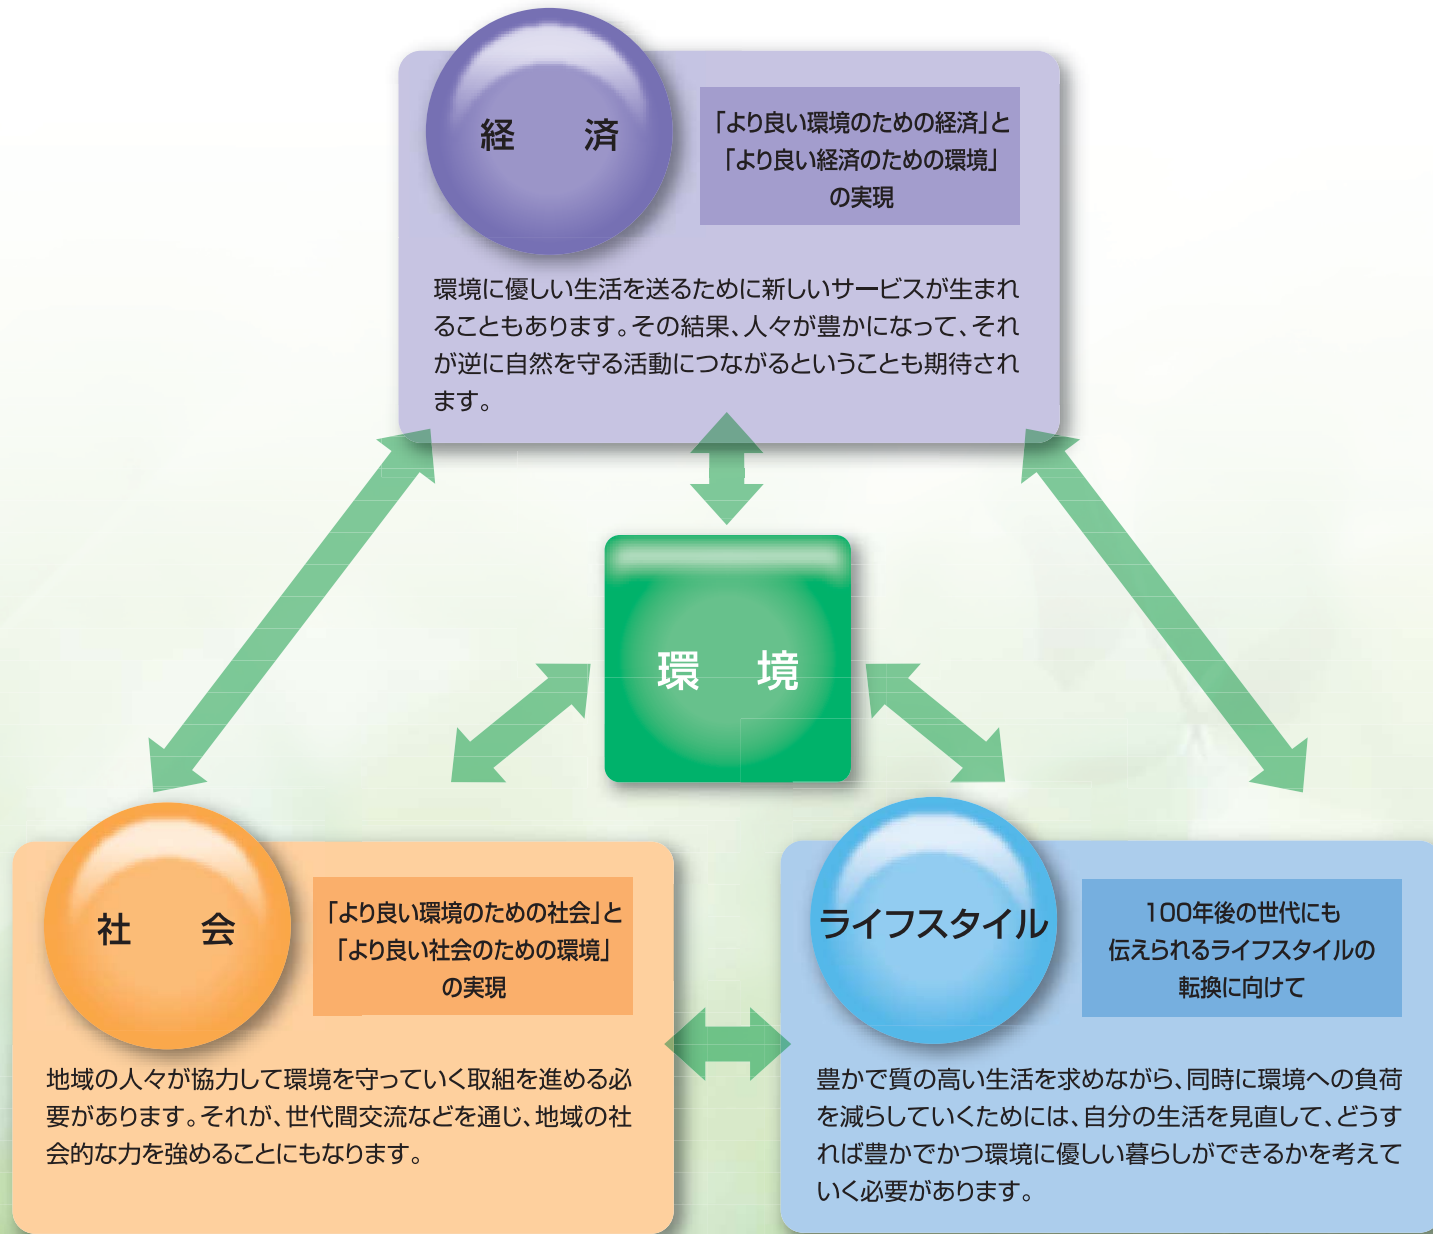 経　済
「より良い環境のための経済」と
「より良い経済のための環境」
の実現
環境に優しい生活を送るために新しいサービスが生まれ
ることもあります。その結果、人々が豊かになって、それ
が逆に自然を守る活動につながるということも期待され
ます。
環　境
社　会
「より良い環境のための社会」と
「より良い社会のための環境」
の実現
地域の人々が協力して環境を守っていく取組を進める必
要があります。それが、世代間交流などを通じ、地域の社
会的な力を強めることにもなります。
ライフスタイル
100年後の世代にも
伝えられるライフスタイルの
転換に向けて
豊かで質の高い生活を求めながら、同時に環境への負荷
を減らしていくためには、自分の生活を見直して、どうす
れば豊かでかつ環境に優しい暮らしができるかを考えて
いく必要があります。